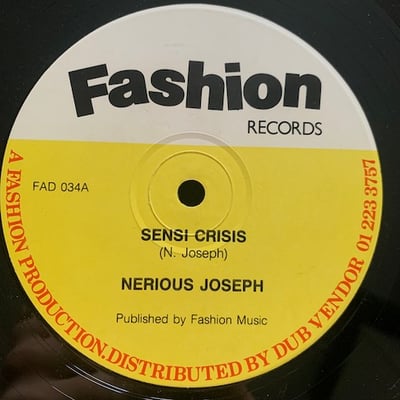 Fashion
RECORDS
FAD 034A
SENSI CRISIS
(N. Joseph)
NERIOUS JOSEPH
Published by Fashion Music
A FASHION PRODUCTION. DISTRIBUTED BY DUB VENDOR 01 223 3757